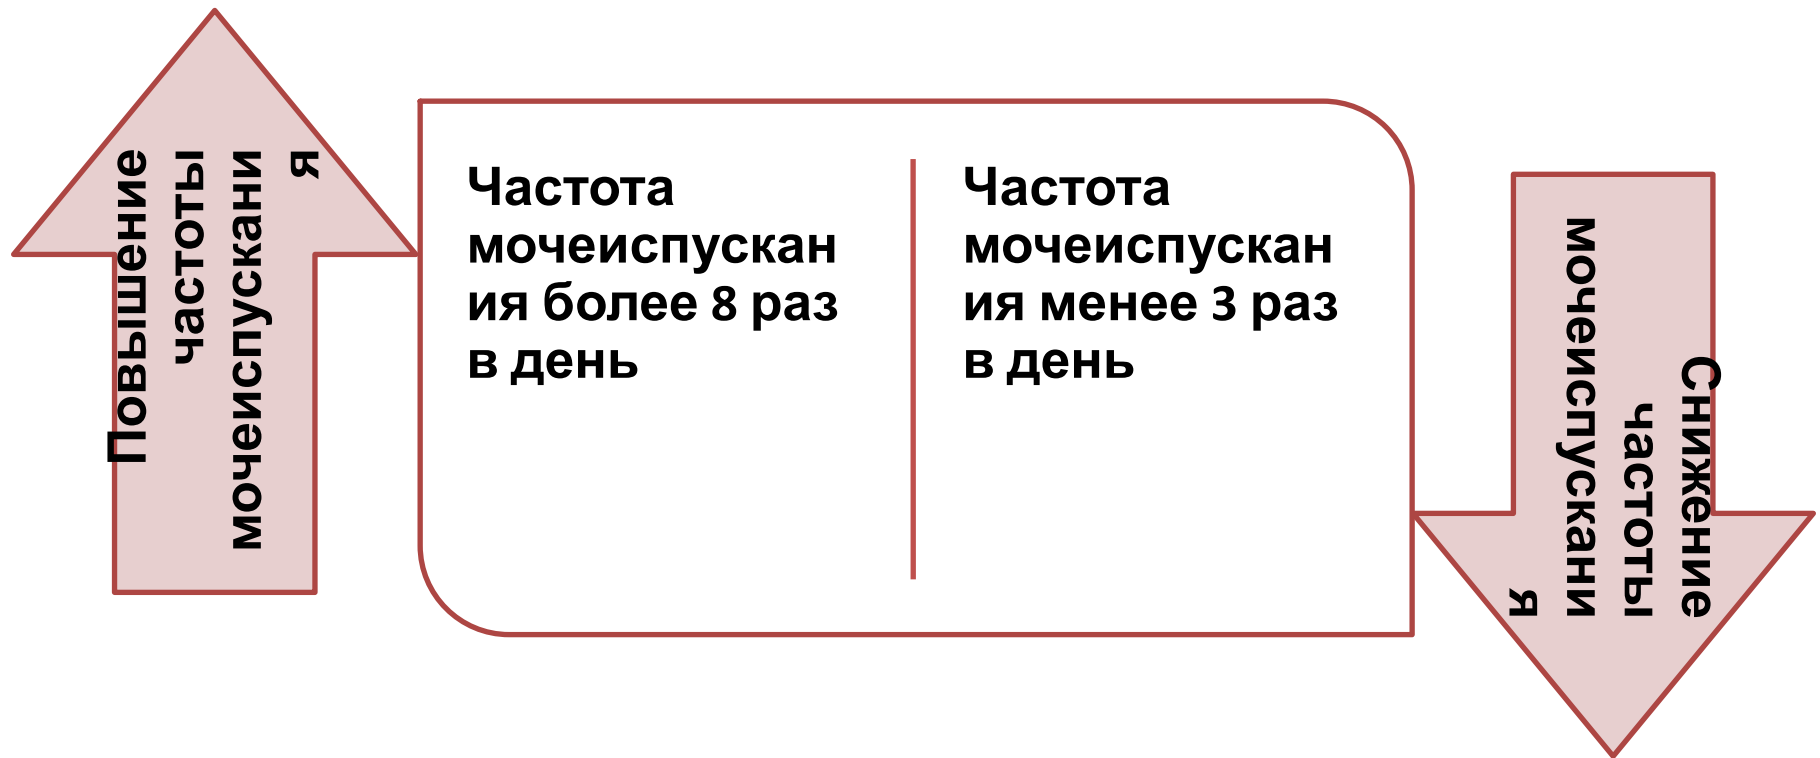 Повышение
частоты
мочеиспускани
я
Частота
мочеиспускан
ия более 8 раз
в день
Частота
мочеиспускан
ия менее 3 раз
в день
Снижение
частоты
мочеиспускани
я